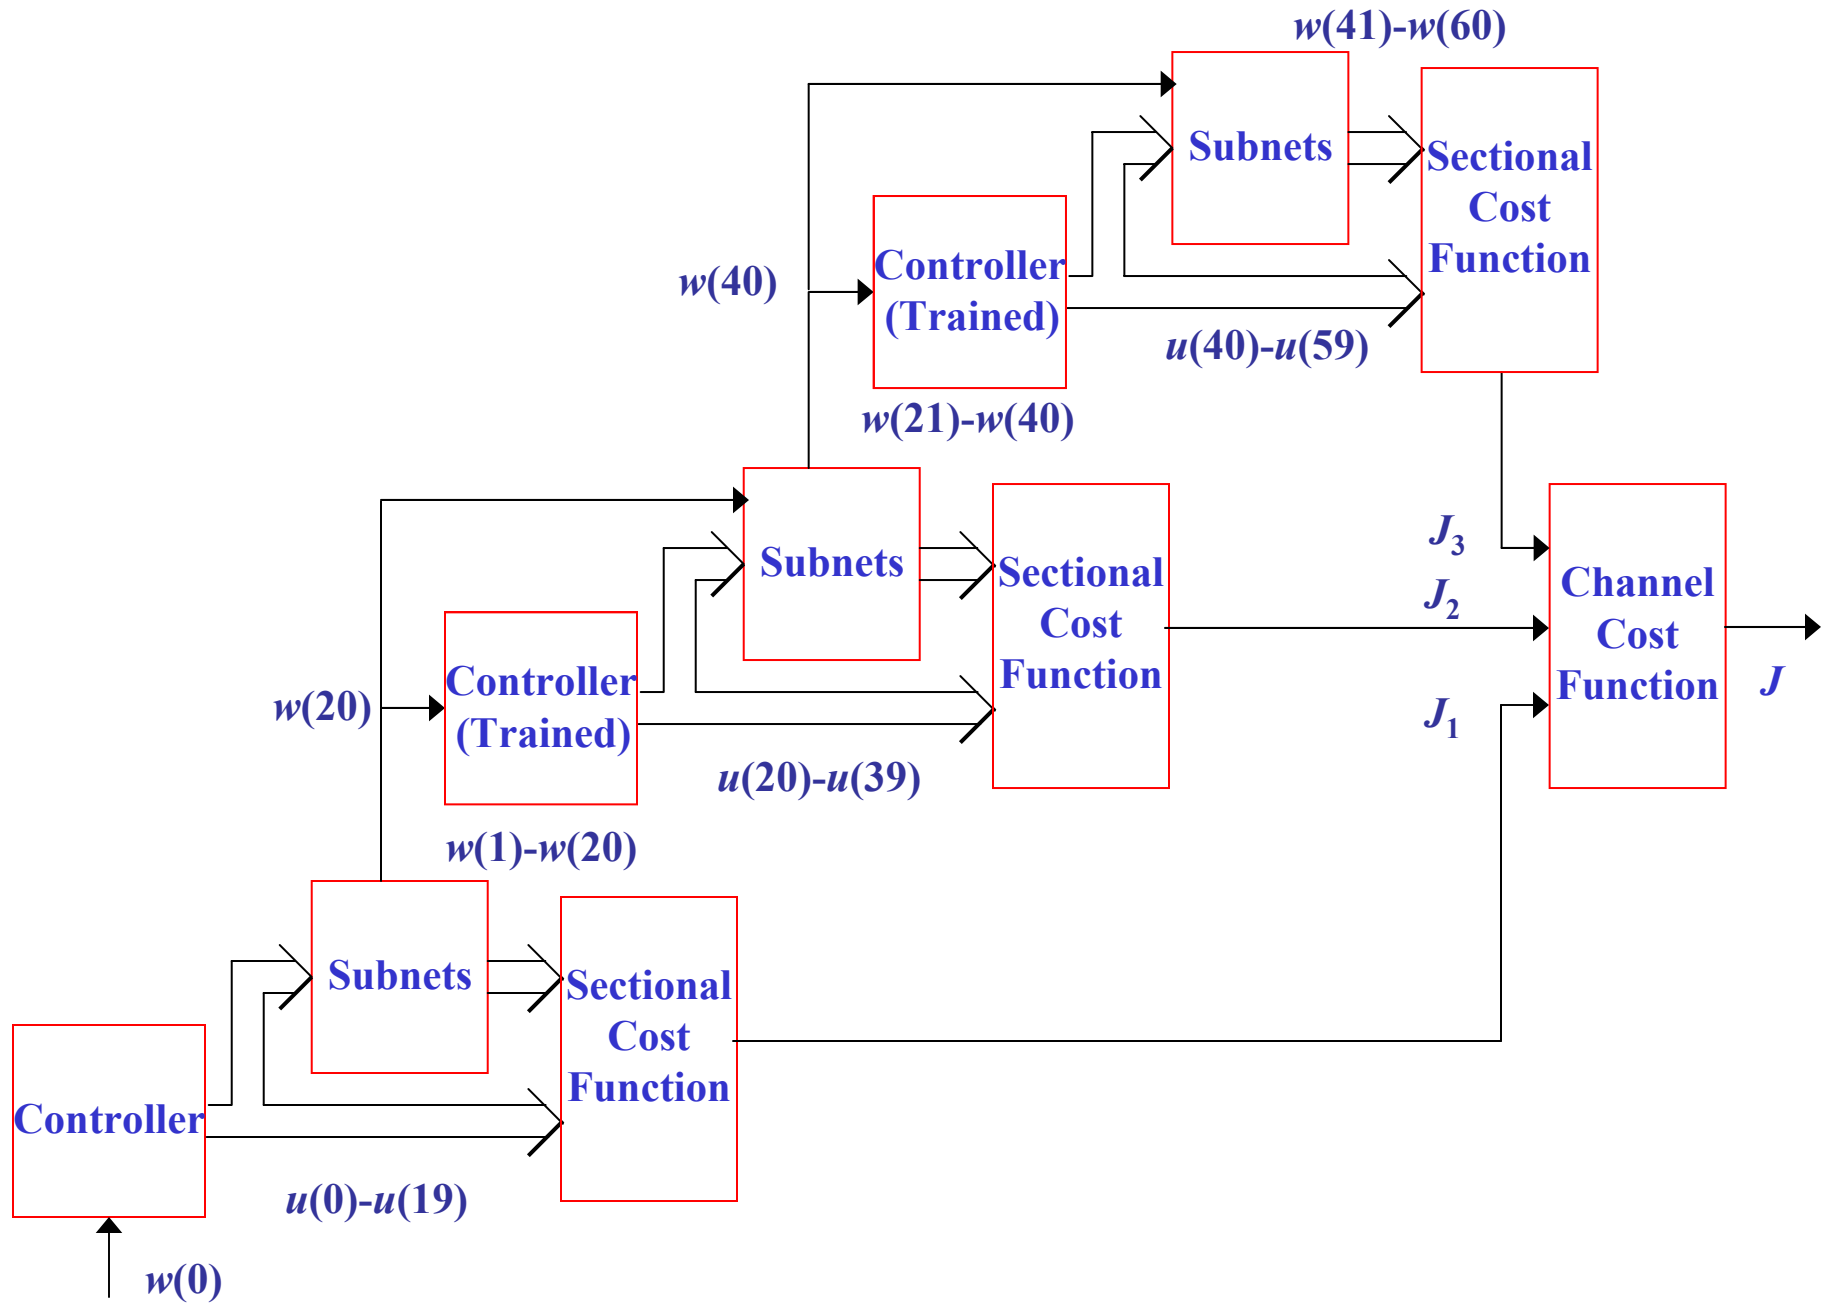 w(41)-w(60)
Subnets
Sectional
Cost
Function
w(40)
Controller
(Trained)
u(40)-u(59)
w(21)-w(40)
Subnets
Sectional
Cost
Function
J3
J2
J1
Channel
Cost
Function
J
w(20)
Controller
(Trained)
u(20)-u(39)
w(1)-w(20)
Subnets
Sectional
Cost
Function
Controller
u(0)-u(19)
w(0)